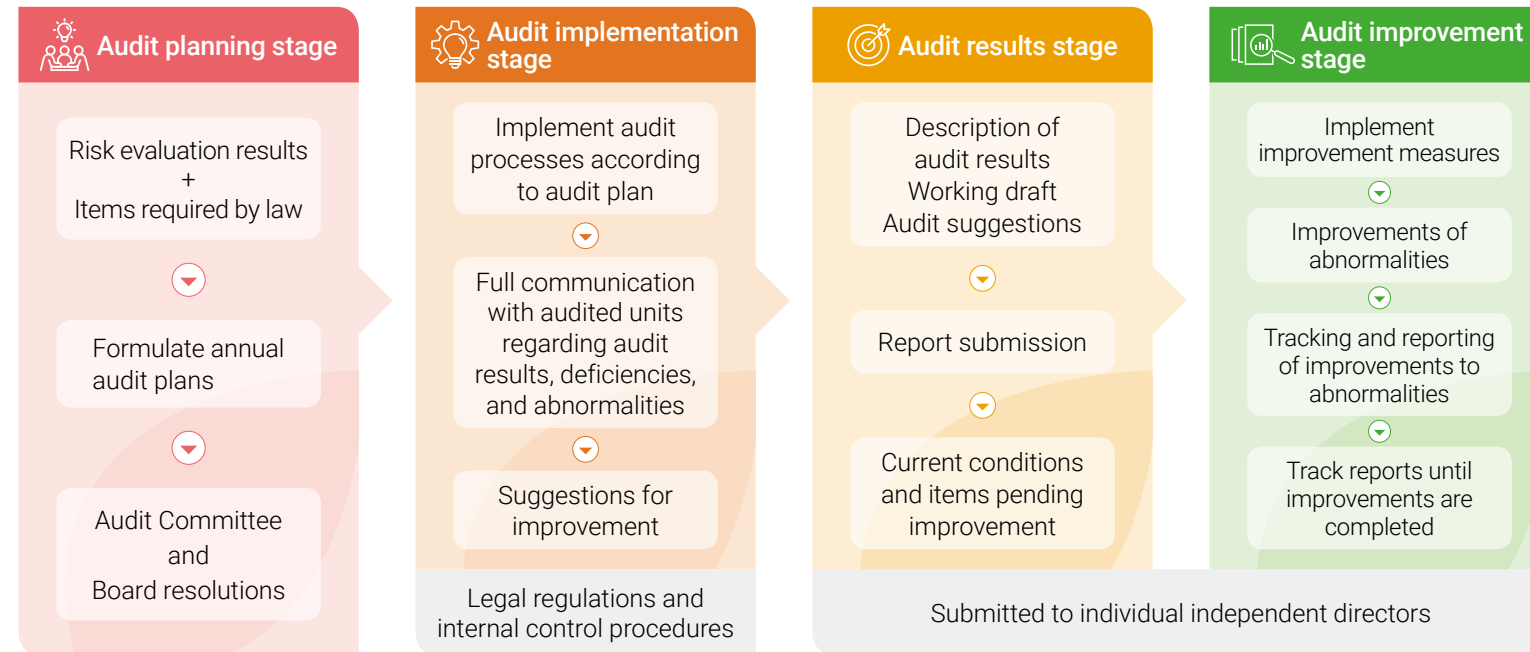 Audit planning stage
Risk evaluation results
+
Items required by law
Formulate annual
audit plans
Audit Committee
and
Board resolutions
Audit implementation
stage
Implement audit
processes according
to audit plan
Full communication
with audited units
regarding audit
results, deficiencies,
and abnormalities
Suggestions for
improvement
Legal regulations and
internal control procedures
Audit results stage
Description of
audit results
Working draft
Audit suggestions
Report submission
Current conditions
and items pending
improvement
Audit improvement
stage
Implement
improvement measures
Improvements of
abnormalities
Tracking and reporting
of improvements to
abnormalities
Track reports until
improvements are
completed
Submitted to individual independent directors